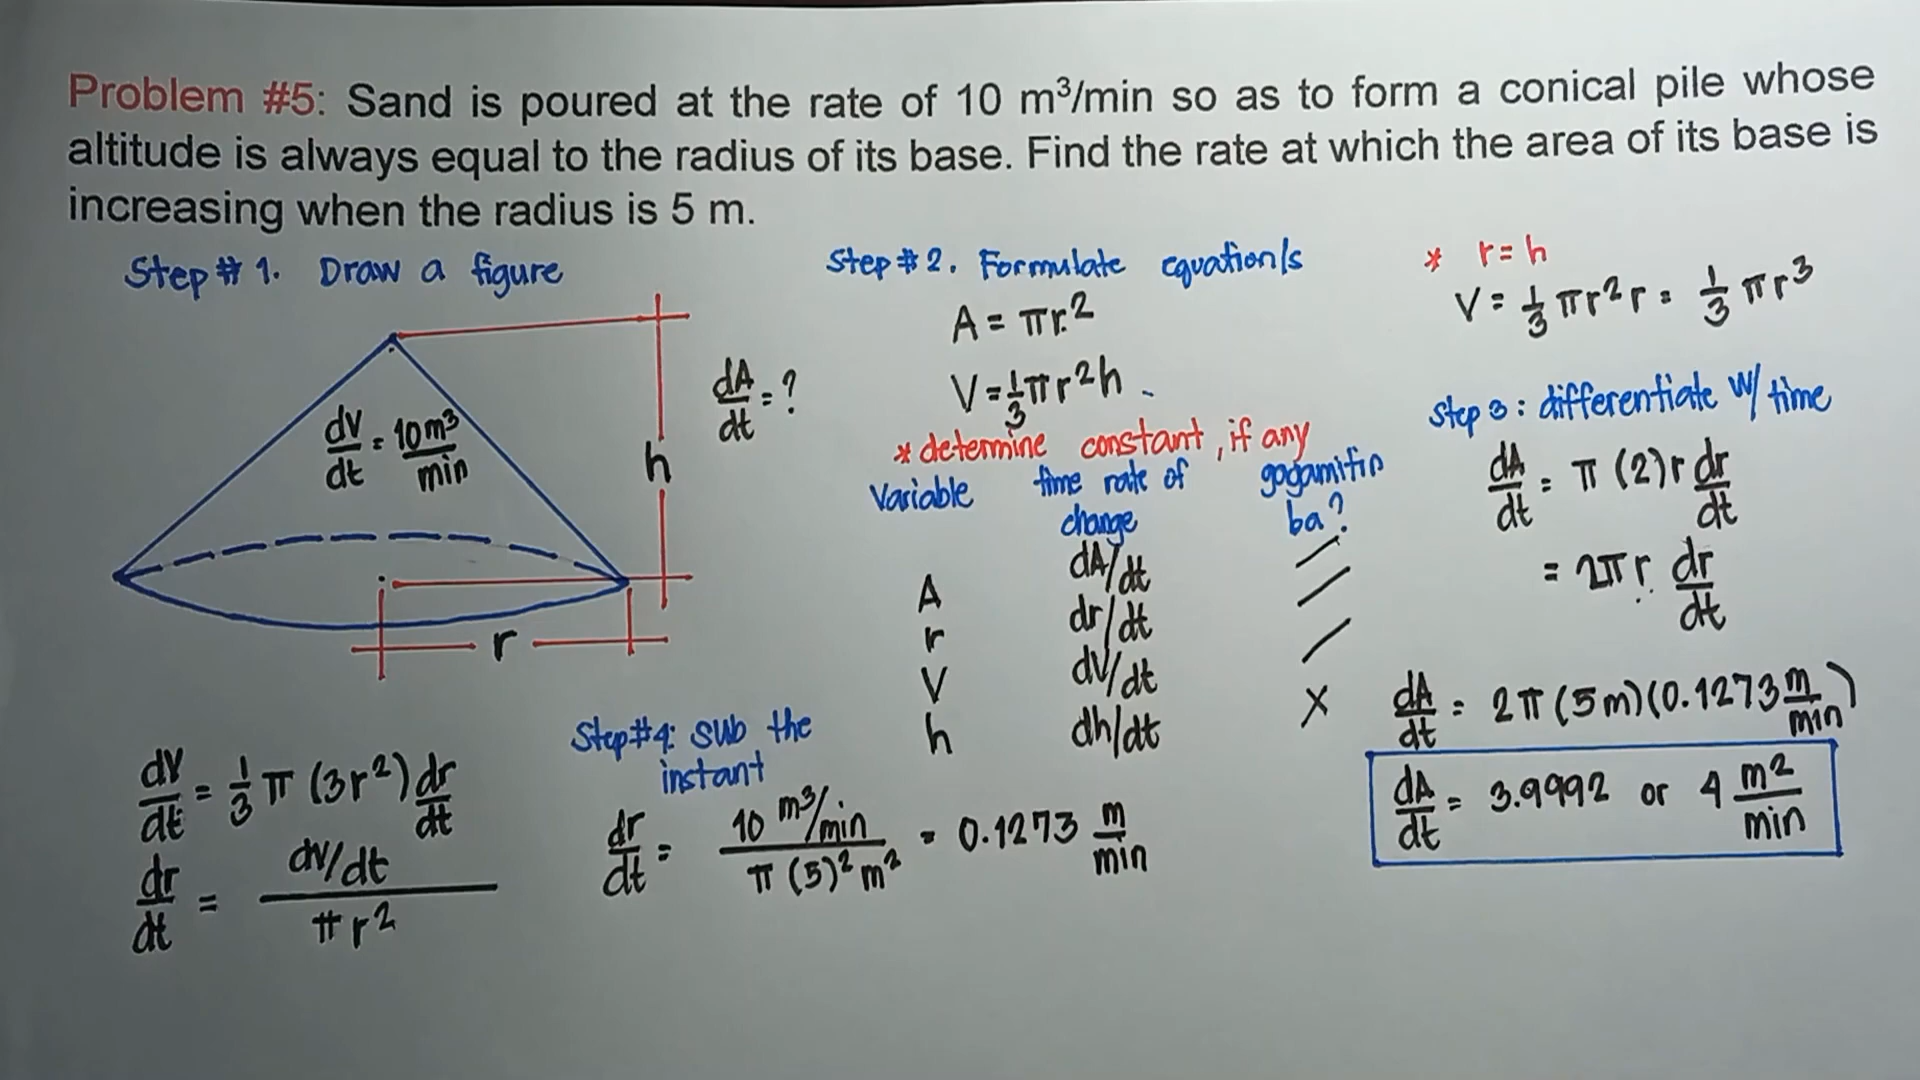 Problem #5: Sand is poured at the rate of 10 m³/min so as to form a conical pile whose
altitude is always equal to the radius of its base. Find the rate at which the area of its base is
increasing when the radius is 5 m.
Step# 1. Draw a figure
dV/dt = 10 m³/min
h
r
dA/dt = ?
Step #2. Formulate equation/s
A = πr²
V = 1/3 πr²h
* determine constant, if any
Variable time rate of change gagamitin ba?
A dA/dt /
r dr/dt /
V dV/dt /
h dh/dt X
* r = h
V = 1/3 πr²r = 1/3 πr³
Step 3: differentiate w/ time
dA/dt = π(2)r dr/dt
= 2πr dr/dt
dV/dt = 1/3 π (3r²) dr/dt
dr/dt = dV/dt / πr²
Step#4: sub the
instant
dr/dt = 10 m³/min / π(5)² m² = 0.1273 m/min
dA/dt = 2π (5m)(0.1273 m/min)
dA/dt = 3.9992 or 4 m²/min